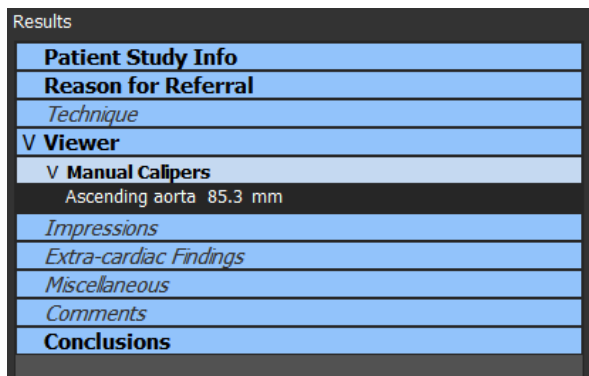 Results
Patient Study Info
Reason for Referral
Technique
V Viewer
V Manual Calipers
Ascending aorta 85.3 mm
Impressions
Extra-cardiac Findings
Miscellaneous
Comments
Conclusions